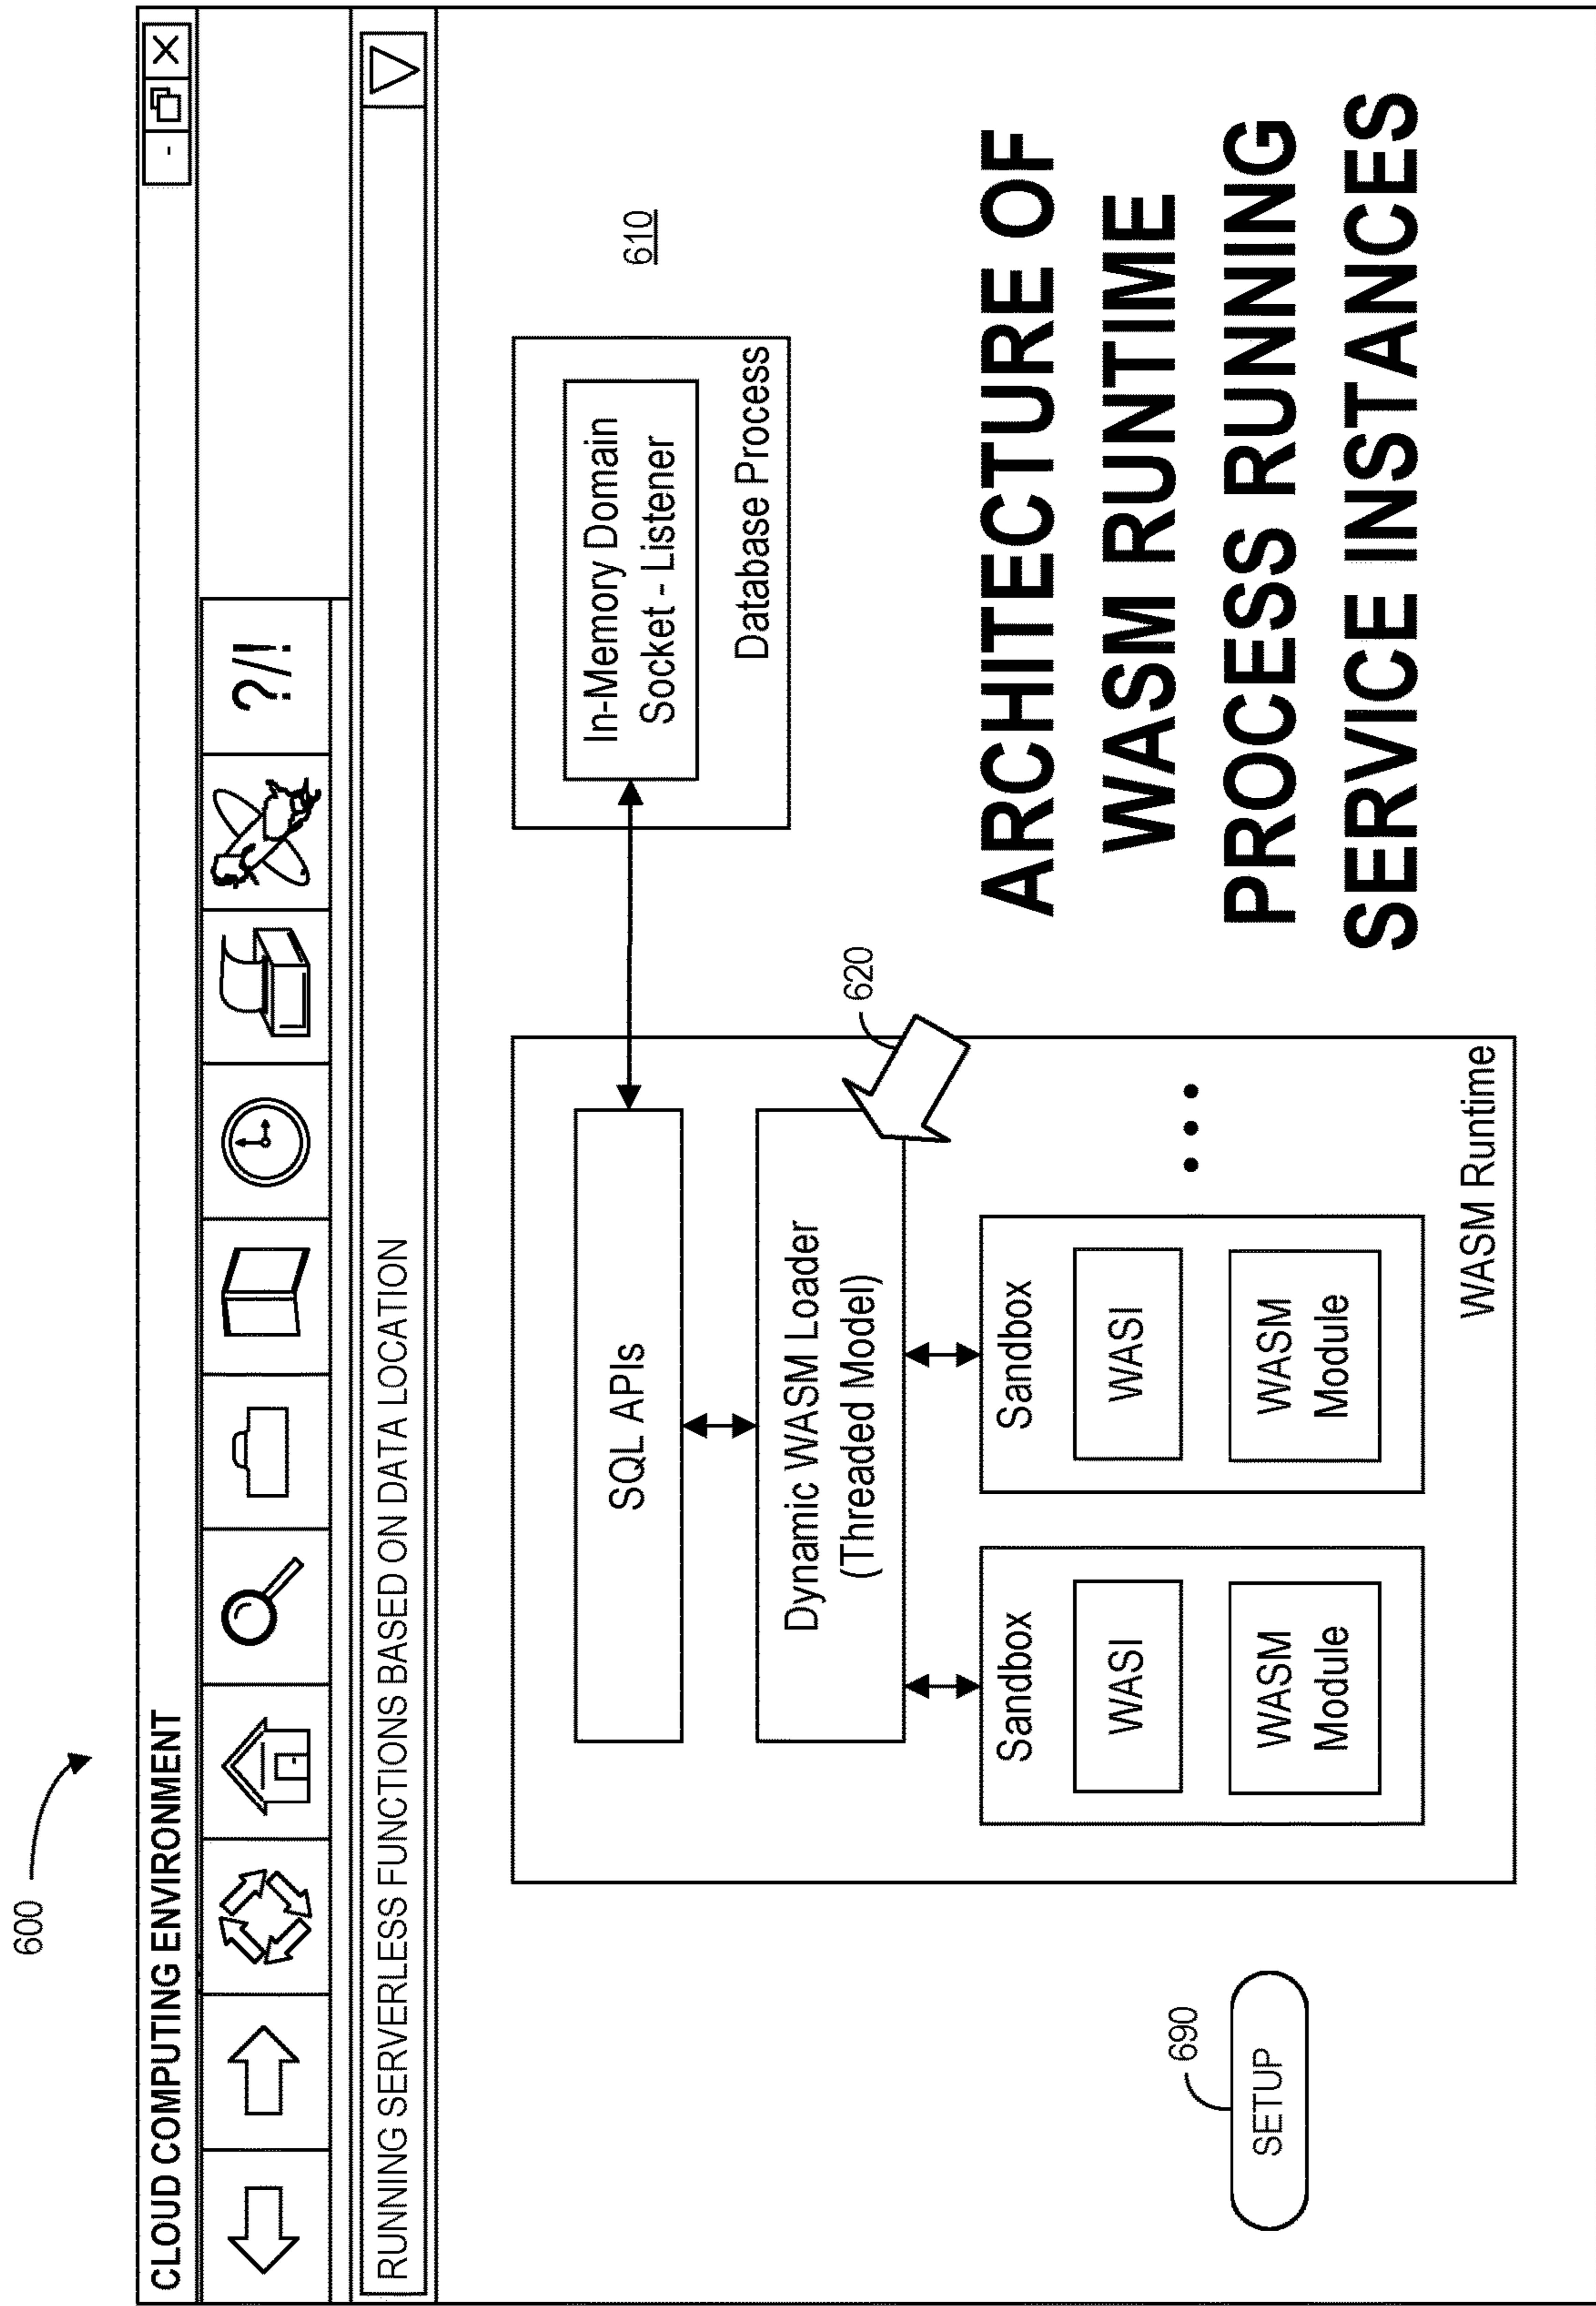 600
CLOUD COMPUTING ENVIRONMENT
- X
?/!
RUNNING SERVERLESS FUNCTIONS BASED ON DATA LOCATION
SQL APIs
Dynamic WASM Loader
(Threaded Model)
620
Sandbox
WASI
WASM
Module
Sandbox
WASI
WASM
Module
WASM Runtime
In-Memory Domain
Socket - Listener
Database Process
610
ARCHITECTURE OF
WASM RUNTIME
PROCESS RUNNING
SERVICE INSTANCES
690
SETUP